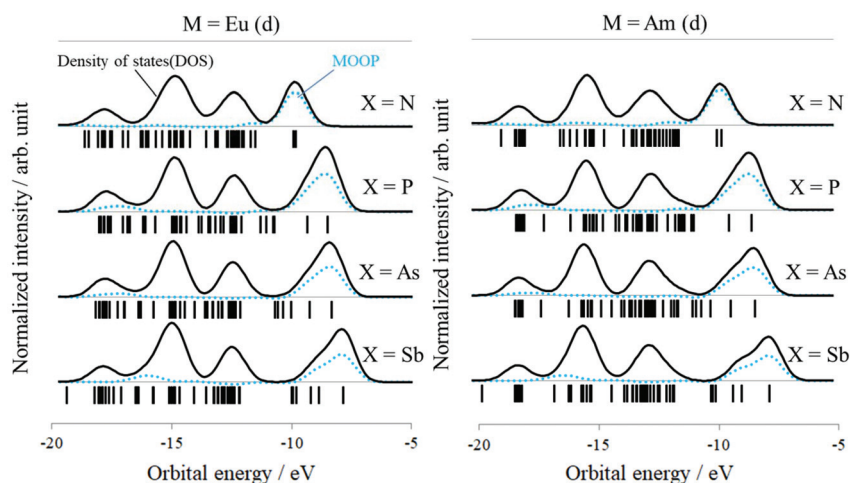 M = Eu (d)
Density of states(DOS)
MOOP
X = N
X = P
X = As
X = Sb
Normalized intensity / arb. unit
-20
-15
-10
-5
Orbital energy / eV
M = Am (d)
X = N
X = P
X = As
X = Sb
Normalized intensity / arb. unit
-20
-15
-10
-5
Orbital energy / eV